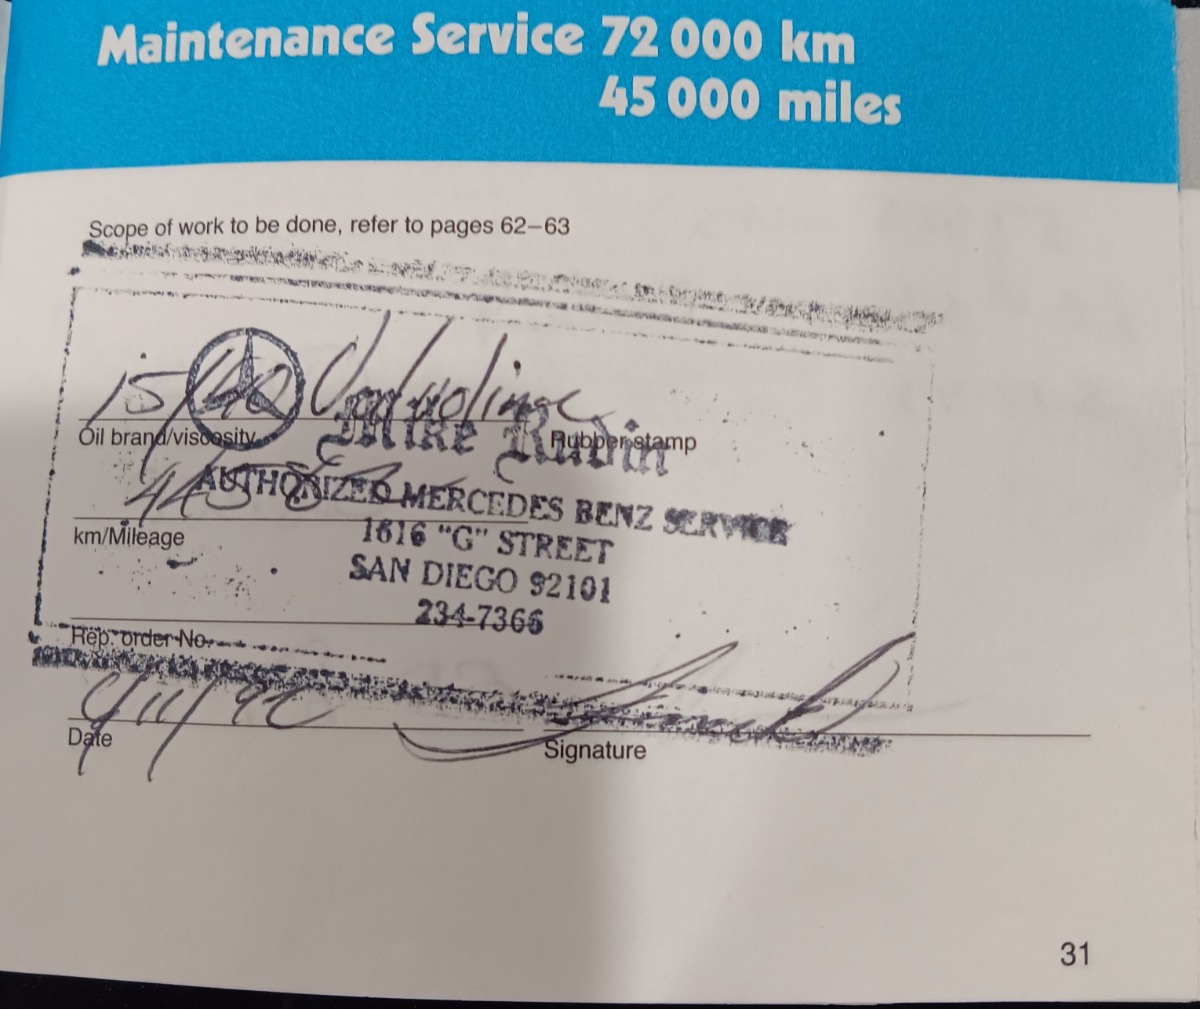 Maintenance Service 72 000 km
45 000 miles
Scope of work to be done, refer to pages 62–63
15/40 Valvoline
Oil brand/viscosity
Rubber stamp
Mike Rubin
AUTHORIZED MERCEDES BENZ SERVICE
km/Mileage
1616 "G" STREET
SAN DIEGO 92101
234-7366
Rep. order No.
Date
Signature
31